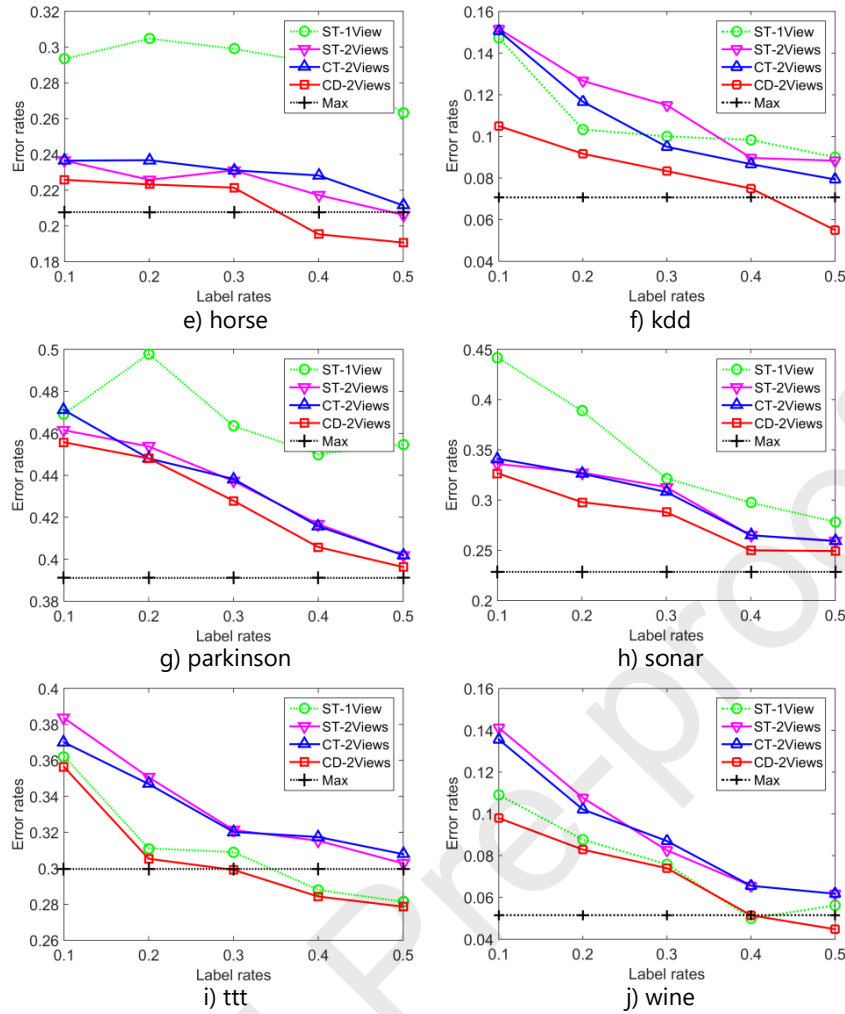 0.3
0.28
0.26
0.24
0.22
0.2
0.18
Error rates
ST-1View
ST-2Views
CT-2Views
CD-2Views
Max
0.1 0.2 0.3 0.4 0.5
Label rates
e) horse
0.16
0.14
0.12
0.1
0.08
0.06
0.04
Error rates
ST-1View
ST-2Views
CT-2Views
CD-2Views
Max
0.1 0.2 0.3 0.4 0.5
Label rates
f) kdd
0.5
0.48
0.46
0.44
0.42
0.4
0.38
Error rates
ST-1View
ST-2Views
CT-2Views
CD-2Views
Max
0.1 0.2 0.3 0.4 0.5
Label rates
g) parkinson
0.45
0.4
0.35
0.3
0.25
0.2
Error rates
ST-1View
ST-2Views
CT-2Views
CD-2Views
Max
0.1 0.2 0.3 0.4 0.5
Label rates
h) sonar
0.4
0.38
0.36
0.34
0.32
0.3
0.28
0.26
Error rates
ST-1View
ST-2Views
CT-2Views
CD-2Views
Max
0.1 0.2 0.3 0.4 0.5
Label rates
i) ttt
0.16
0.14
0.12
0.1
0.08
0.06
0.04
Error rates
ST-1View
ST-2Views
CT-2Views
CD-2Views
Max
0.1 0.2 0.3 0.4 0.5
Label rates
j) wine
Pre-proo